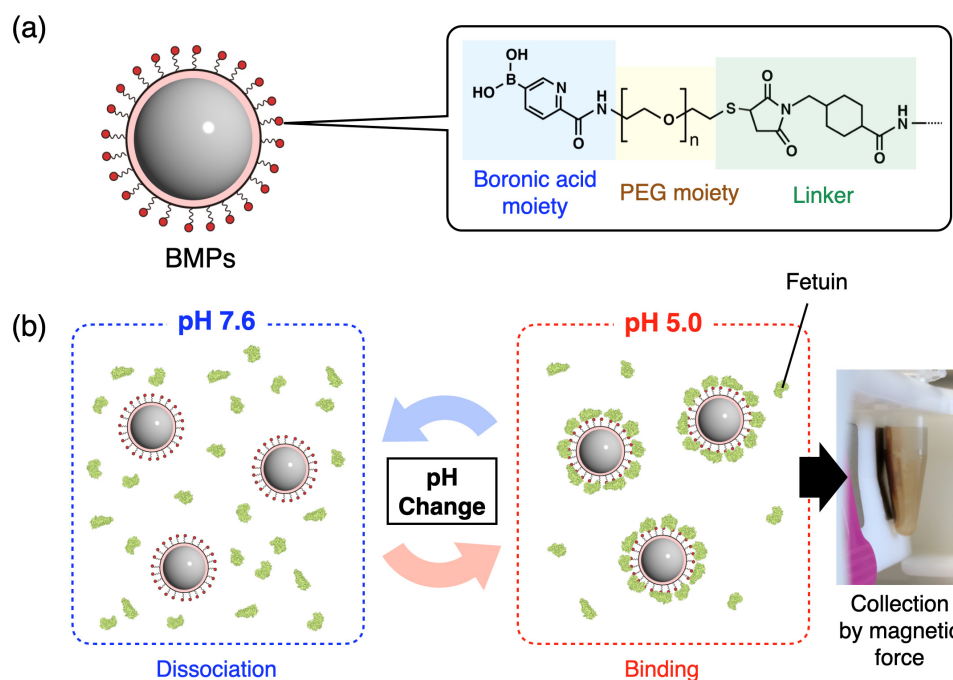 (a)
OH
B
HO
N
H
N
O
O
n
S
O
N
O
O
H
N
Boronic acid
moiety
PEG moiety
Linker
BMPs
(b)
pH 7.6
pH 5.0
Fetuin
pH
Change
Dissociation
Binding
Collection
by magnetic
force